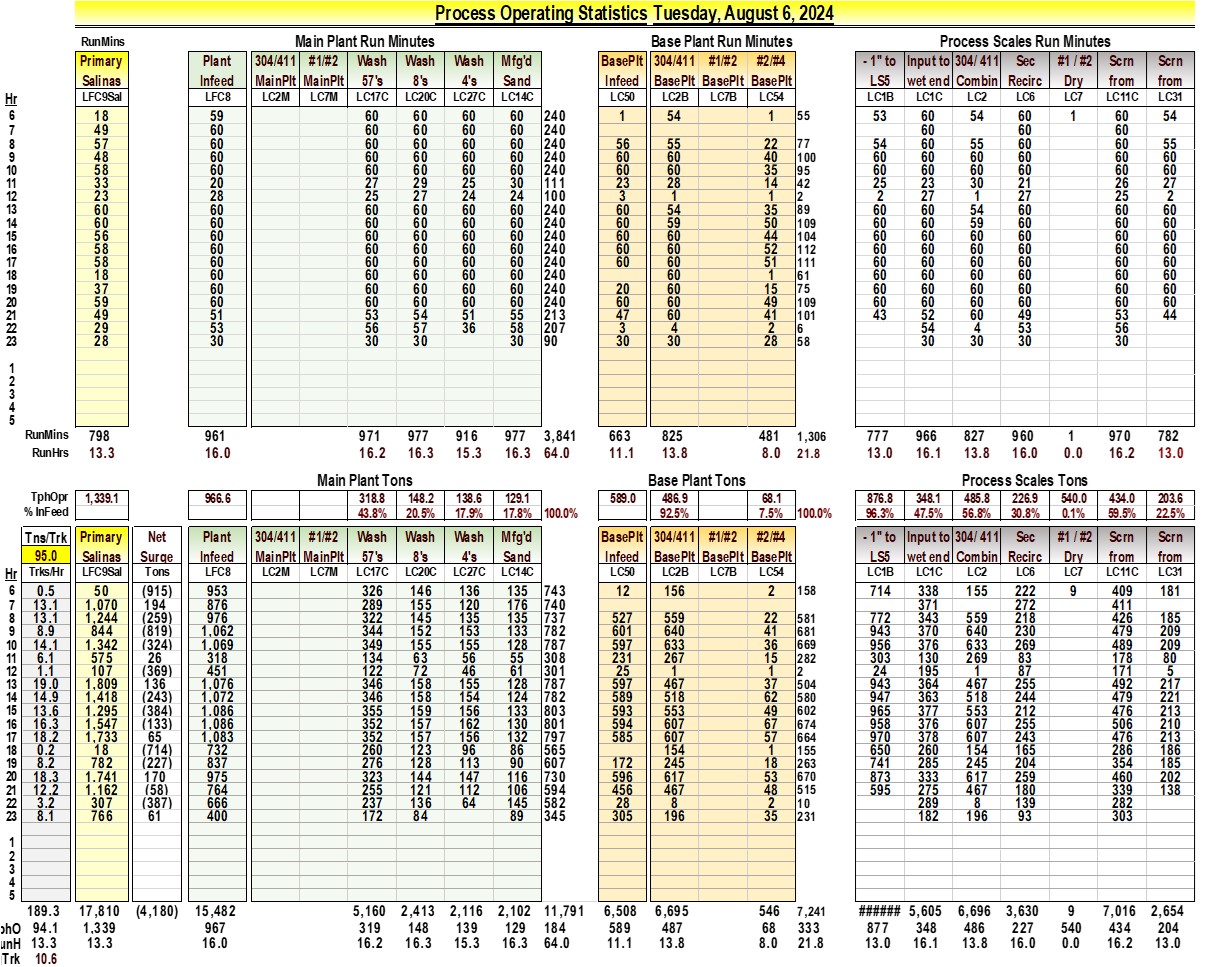 Process Operating Statistics Tuesday, August 6, 2024
RunMins Main Plant Run Minutes Base Plant Run Minutes Process Scales Run Minutes
Primary Plant 304/411 #1/#2 Wash Wash Wash Mfg'd BasePlt 304/411 #1/#2 #2/#4 - 1" to Input to 304/ 411 Sec #1 / #2 Scrn Scrn
Salinas Infeed MainPlt MainPlt 57's 8's 4's Sand Infeed BasePlt BasePlt BasePlt LS5 wet end Combin Recirc Dry from from
Hr LFC9Sal LFC8 LC2M LC7M LC17C LC20C LC27C LC14C LC50 LC2B LC7B LC54 LC1B LC1C LC2 LC6 LC7 LC11C LC31
6 18 59 60 60 60 60 240 1 54 1 55 53 60 54 60 1 60 54
7 49 60 60 60 60 60 240 60 60 60
8 57 60 60 60 60 60 240 56 55 22 77 54 60 55 60 60 55
9 48 60 60 60 60 60 240 60 60 40 100 60 60 60 60 60 60
10 58 60 60 60 60 60 240 60 60 35 95 60 60 60 60 60 60
11 33 20 27 29 25 30 111 23 28 14 42 25 23 30 21 26 27
12 23 28 25 27 24 24 100 3 1 1 2 2 27 1 27 25 2
13 60 60 60 60 60 60 240 60 54 35 89 60 60 54 60 60 60
14 60 60 60 60 60 60 240 60 59 50 109 60 60 59 60 60 60
15 56 60 60 60 60 60 240 60 60 44 104 60 60 60 60 60 60
16 58 60 60 60 60 60 240 60 60 52 112 60 60 60 60 60 60
17 58 60 60 60 60 60 240 60 60 51 111 60 60 60 60 60 60
18 18 60 60 60 60 60 240 60 1 61 60 60 60 60 60 60
19 37 60 60 60 60 60 240 20 60 15 75 60 60 60 60 60 60
20 59 60 60 60 60 60 240 60 60 49 109 60 60 60 60 60 60
21 49 51 53 54 51 55 213 47 60 41 101 43 52 60 49 53 44
22 29 53 56 57 36 58 207 3 4 2 6 54 4 53 56
23 28 30 30 30 30 90 30 30 28 58 30 30 30 30
1
2
3
4
5
RunMins 798 961 971 977 916 977 3,841 663 825 481 1,306 777 966 827 960 1 970 782
RunHrs 13.3 16.0 16.2 16.3 15.3 16.3 64.0 11.1 13.8 8.0 21.8 13.0 16.1 13.8 16.0 0.0 16.2 13.0
Main Plant Tons Base Plant Tons Process Scales Tons
TphOpr 1,339.1 966.6 318.8 148.2 138.6 129.1 589.0 486.9 68.1 876.8 348.1 485.8 226.9 540.0 434.0 203.6
% InFeed 43.8% 20.5% 17.9% 17.8% 100.0% 92.5% 7.5% 100.0% 96.3% 47.5% 56.8% 30.8% 0.1% 59.5% 22.5%
Tns/Trk Primary Net Plant 304/411 #1/#2 Wash Wash Wash Mfg'd BasePlt 304/411 #1/#2 #2/#4 - 1" to Input to 304/ 411 Sec #1 / #2 Scrn Scrn
95.0 Salinas Surge Infeed MainPlt MainPlt 57's 8's 4's Sand Infeed BasePlt BasePlt BasePlt LS5 wet end Combin Recirc Dry from from
Hr Trks/Hr LFC9Sal Tons LFC8 LC2M LC7M LC17C LC20C LC27C LC14C LC50 LC2B LC7B LC54 LC1B LC1C LC2 LC6 LC7 LC11C LC31
6 0.5 50 (915) 953 326 146 136 135 743 12 156 2 158 714 338 155 222 9 409 181
7 13.1 1,070 194 876 289 155 120 176 740 371 272 411
8 13.1 1,244 (259) 976 322 145 135 135 737 527 559 22 581 772 343 559 218 426 185
9 8.9 844 (819) 1,062 344 152 153 133 782 601 640 41 681 943 370 640 230 479 209
10 14.1 1,342 (324) 1,069 349 155 155 128 787 597 633 36 669 956 376 633 269 489 209
11 6.1 575 26 318 134 63 56 55 308 231 267 15 282 303 130 269 83 178 80
12 1.1 107 (369) 451 122 72 46 61 301 25 1 1 2 24 195 1 87 171 5
13 19.0 1,809 136 1,076 346 158 155 128 787 597 467 37 504 943 364 467 255 492 217
14 14.9 1,418 (243) 1,072 346 158 154 124 782 589 518 62 580 947 363 518 244 479 221
15 13.6 1,295 (384) 1,086 355 159 156 133 803 593 553 49 602 965 377 553 212 476 213
16 16.3 1,547 (133) 1,086 352 157 162 130 801 594 607 67 674 958 376 607 255 506 210
17 18.2 1,733 65 1,083 352 157 156 132 797 585 607 57 664 970 378 607 243 476 213
18 0.2 18 (714) 732 260 123 96 86 565 154 1 155 650 260 154 165 286 186
19 8.2 782 (227) 837 276 128 113 90 607 172 245 18 263 741 285 245 204 354 185
20 18.3 1,741 170 975 323 144 147 116 730 596 617 53 670 873 333 617 259 460 202
21 12.2 1,162 (58) 764 255 121 112 106 594 456 467 48 515 595 275 467 180 339 138
22 3.2 307 (387) 666 237 136 64 145 582 28 8 2 10 289 8 139 282
23 8.1 766 61 400 172 84 89 345 305 196 35 231 182 196 93 303
1
2
3
4
5
189.3 17,810 (4,180) 15,482 5,160 2,413 2,116 2,102 11,791 6,508 6,695 546 7,241 ###### 5,605 6,696 3,630 9 7,016 2,654
phO 94.1 1,339 967 319 148 139 129 184 589 487 68 333 877 348 486 227 540 434 204
unH 13.3 13.3 16.0 16.2 16.3 15.3 16.3 64.0 11.1 13.8 8.0 21.8 13.0 16.1 13.8 16.0 0.0 16.2 13.0
Trk 10.6